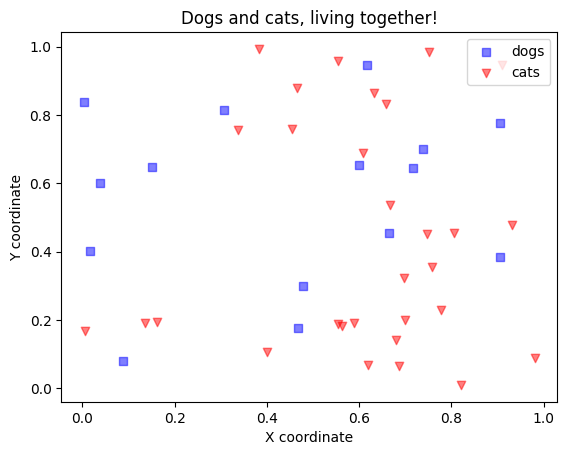 Dogs and cats, living together!
dogs
cats
1.0
0.8
0.6
0.4
0.2
0.0
Y coordinate
0.0 0.2 0.4 0.6 0.8 1.0
X coordinate